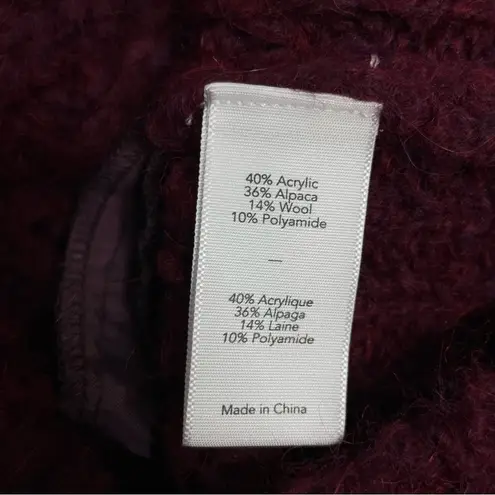 40% Acrylic
36% Alpaca
14% Wool
10% Polyamide
—
40% Acrylique
36% Alpaga
14% Laine
10% Polyamide
Made in China